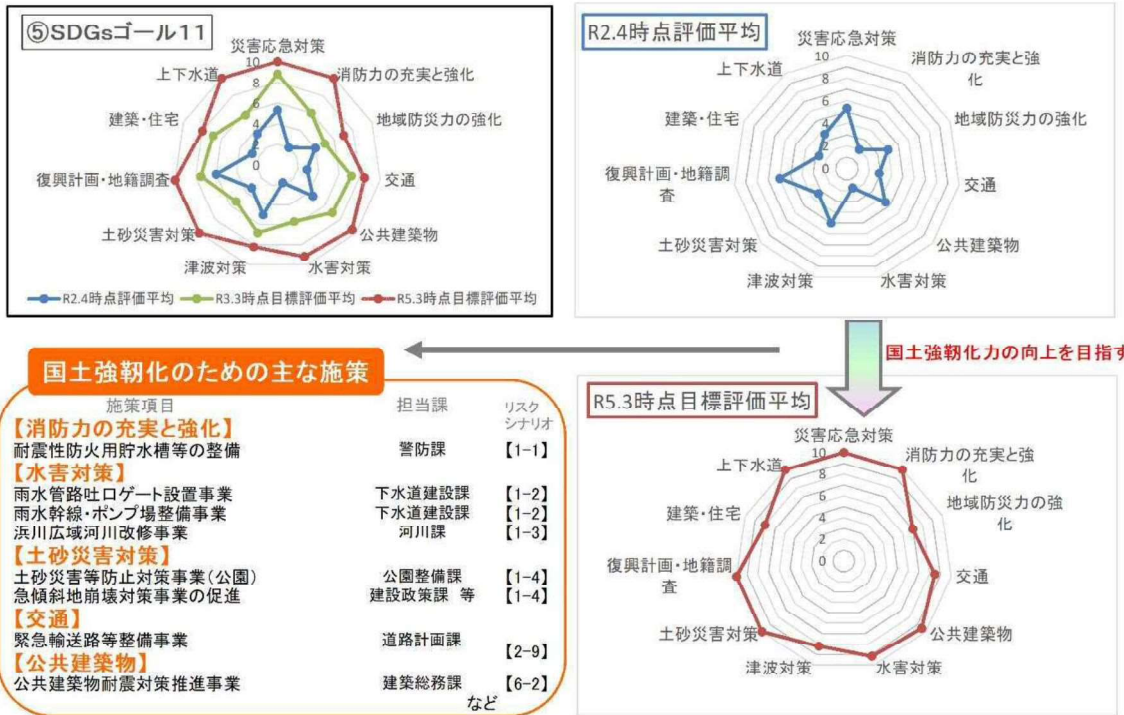 ⑤SDGsゴール11
災害応急対策
消防力の充実と強化
地域防災力の強化
交通
公共建築物
水害対策
津波対策
土砂災害対策
復興計画・地籍調査
建築・住宅
上下水道
10
8
6
4
2
0
R2.4時点評価平均 R3.3時点目標評価平均 R5.3時点目標評価平均
R2.4時点評価平均
災害応急対策
消防力の充実と強
化
地域防災力の強化
交通
公共建築物
水害対策
津波対策
土砂災害対策
復興計画・地籍調
査
建築・住宅
上下水道
10
8
6
4
2
0
国土強靭化力の向上を目指す
国土強靭化のための主な施策
施策項目 担当課 リスク
シナリオ
【消防力の充実と強化】
耐震性防火用貯水槽等の整備 警防課 【1-1】
【水害対策】
雨水管路吐口ゲート設置事業 下水道建設課 【1-2】
雨水幹線・ポンプ場整備事業 下水道建設課 【1-2】
浜川広域河川改修事業 河川課 【1-3】
【土砂災害対策】
土砂災害等防止対策事業(公園) 公園整備課 【1-4】
急傾斜地崩壊対策事業の促進 建設政策課 等 【1-4】
【交通】
緊急輸送路等整備事業 道路計画課 【2-9】
【公共建築物】
公共建築物耐震対策推進事業 建築総務課 【6-2】
など
R5.3時点目標評価平均
災害応急対策
消防力の充実と強
化
地域防災力の強
化
交通
公共建築物
水害対策
津波対策
土砂災害対策
復興計画・地籍調
査
建築・住宅
上下水道
10
8
6
4
2
0